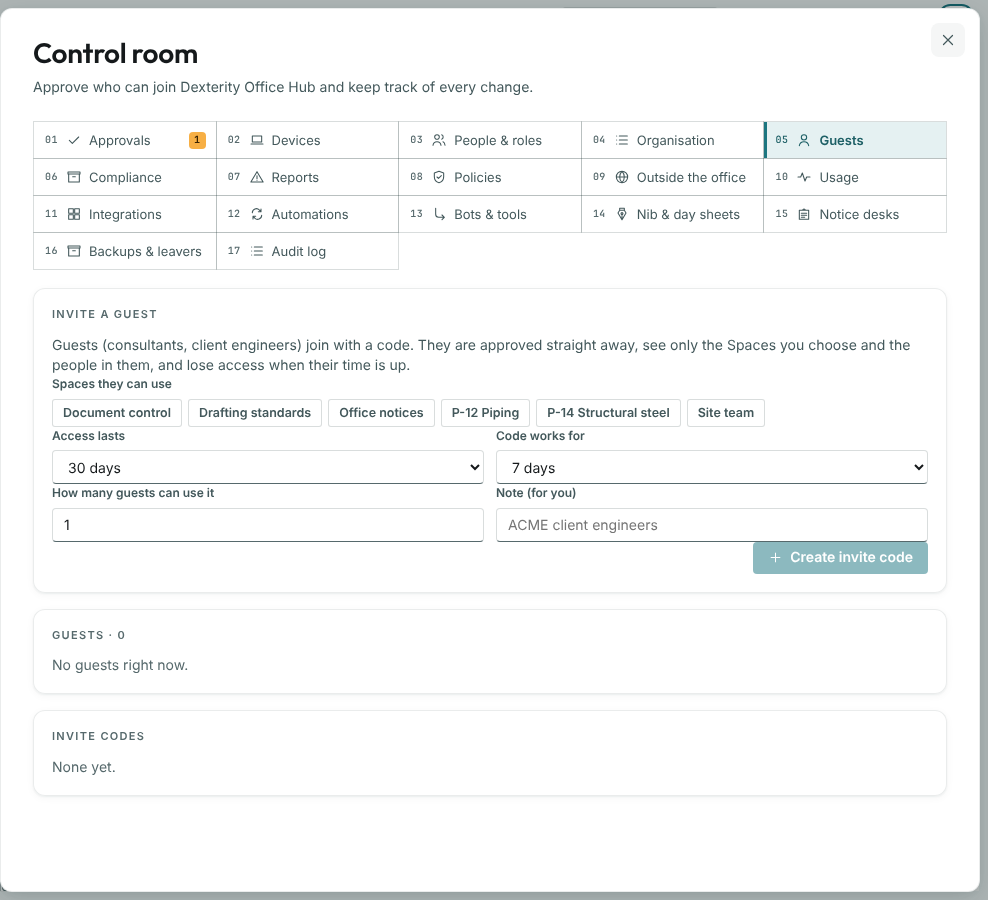 Control room
Approve who can join Dexterity Office Hub and keep track of every change.
01 Approvals 1 02 Devices 03 People & roles 04 Organisation 05 Guests
06 Compliance 07 Reports 08 Policies 09 Outside the office 10 Usage
11 Integrations 12 Automations 13 Bots & tools 14 Nib & day sheets 15 Notice desks
16 Backups & leavers 17 Audit log
INVITE A GUEST
Guests (consultants, client engineers) join with a code. They are approved straight away, see only the Spaces you choose and the
people in them, and lose access when their time is up.
Spaces they can use
Document control Drafting standards Office notices P-12 Piping P-14 Structural steel Site team
Access lasts Code works for
30 days 7 days
How many guests can use it Note (for you)
1 ACME client engineers
+ Create invite code
GUESTS · 0
No guests right now.
INVITE CODES
None yet.